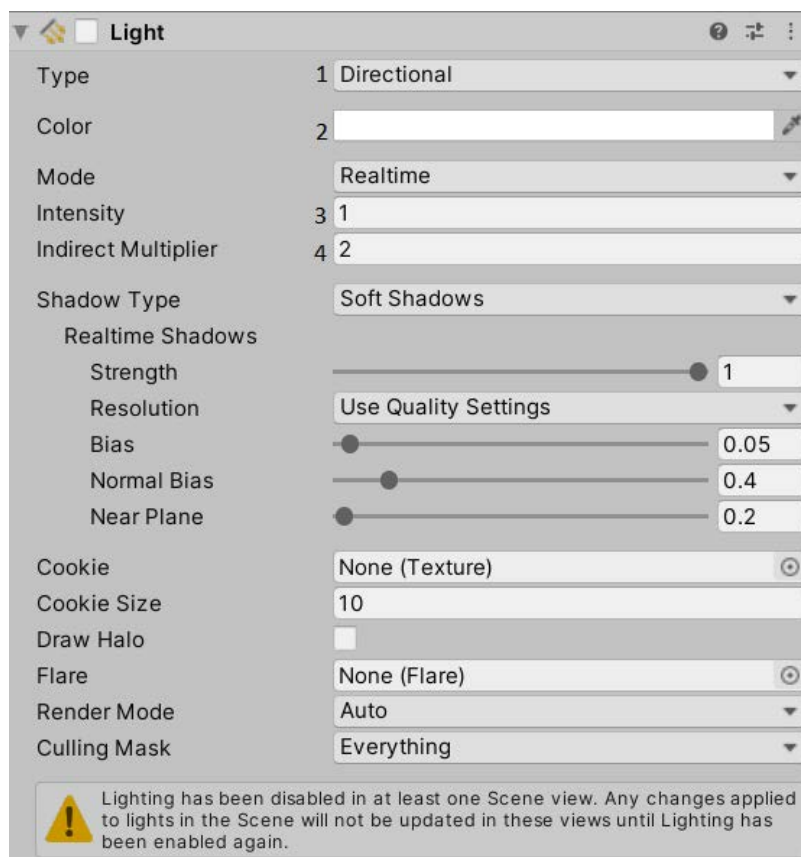 Light
Type 1 Directional
Color 2
Mode Realtime
Intensity 3 1
Indirect Multiplier 4 2
Shadow Type Soft Shadows
Realtime Shadows
Strength 1
Resolution Use Quality Settings
Bias 0.05
Normal Bias 0.4
Near Plane 0.2
Cookie None (Texture)
Cookie Size 10
Draw Halo
Flare None (Flare)
Render Mode Auto
Culling Mask Everything
Lighting has been disabled in at least one Scene view. Any changes applied
to lights in the Scene will not be updated in these views until Lighting has
been enabled again.